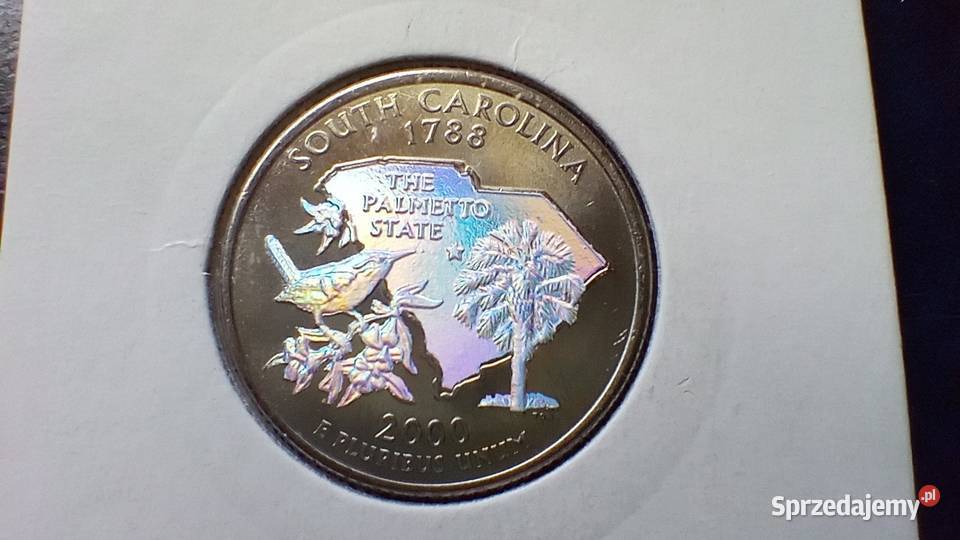 SOUTH CAROLINA
1788
THE
PALMETTO
STATE
2000
E PLURIBUS UNUM
Sprzedajemy.pl